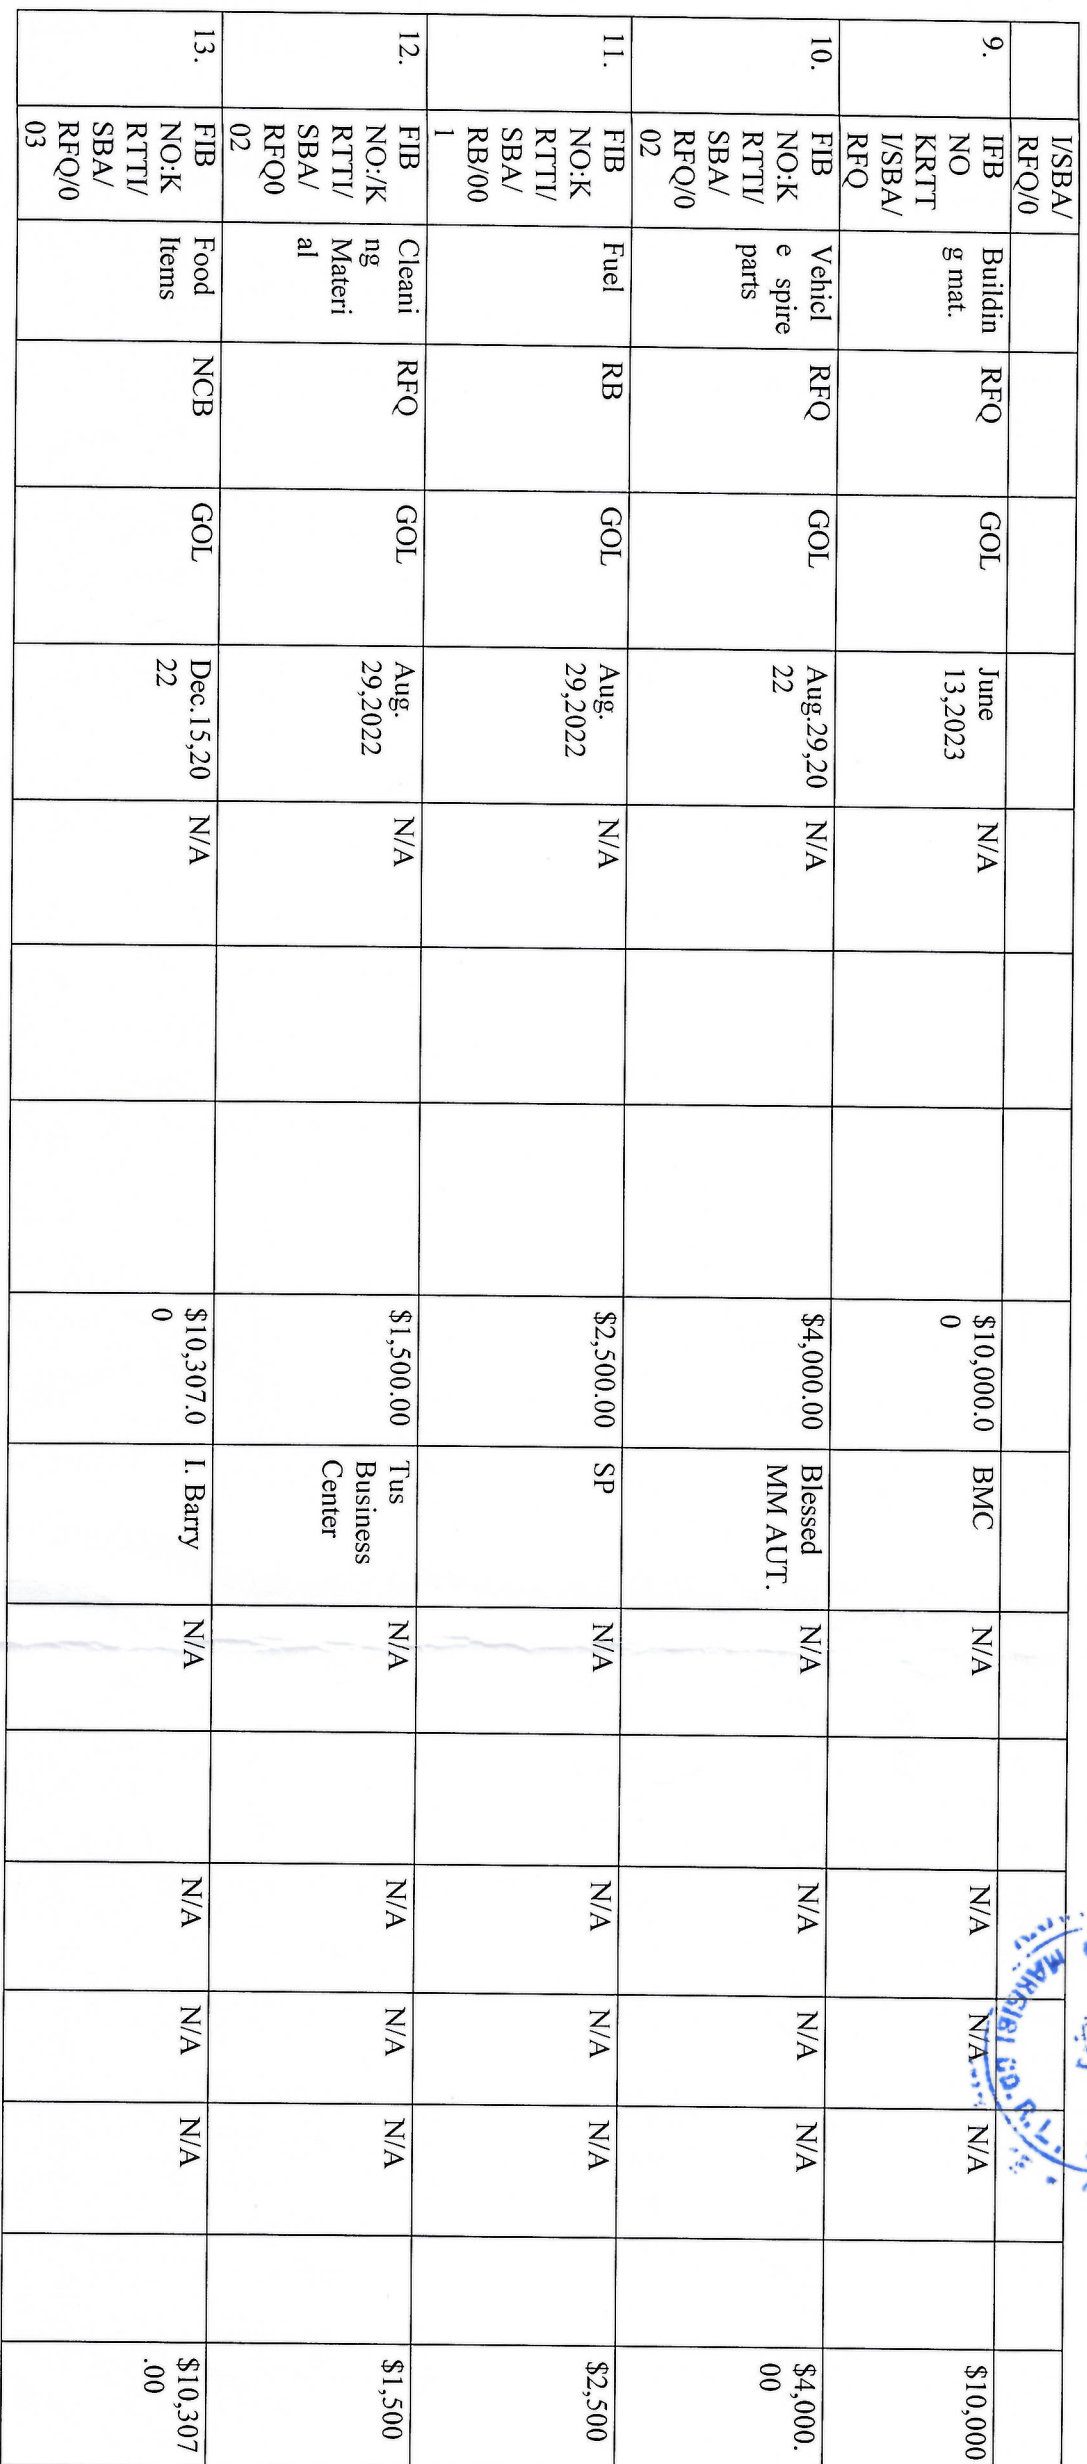 I/SBA/
RFQ/0
9.
IFB
NO
KRTT
I/SBA/
RFQ
Buildin
g mat.
RFQ
GOL
June
13,2023
N/A
$10,000.0
0
BMC
N/A
N/A
N/A
N/A
$10,000
10.
FIB
NO:K
RTTI/
SBA/
RFQ/0
02
Vehicl
e spire
parts
RFQ
GOL
Aug.29,20
22
N/A
$4,000.00
Blessed
MM AUT.
N/A
N/A
N/A
N/A
$4,000.
00
11.
FIB
NO:K
RTTI/
SBA/
RB/00
1
Fuel
RB
GOL
Aug.
29,2022
N/A
$2,500.00
SP
N/A
N/A
N/A
N/A
$2,500
12.
FIB
NO:/K
RTTI/
SBA/
RFQ0
02
Cleani
ng
Materi
al
RFQ
GOL
Aug.
29,2022
N/A
$1,500.00
Tus
Business
Center
N/A
N/A
N/A
N/A
$1,500
13.
FIB
NO:K
RTTI/
SBA/
RFQ/0
03
Food
Items
NCB
GOL
Dec.15,20
22
N/A
$10,307.0
0
I. Barry
N/A
N/A
N/A
N/A
$10,307
.00
MARGIBI CO. R.L.